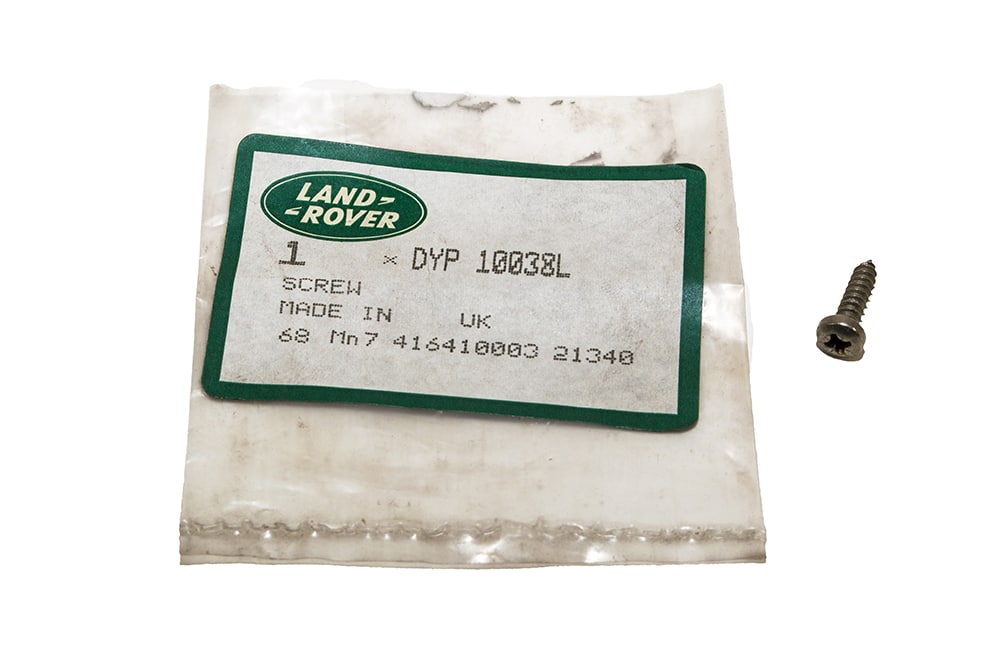 LAND
ROVER
1 × DYP 10038L
SCREW
MADE IN UK
68 Mn7 416410003 21340